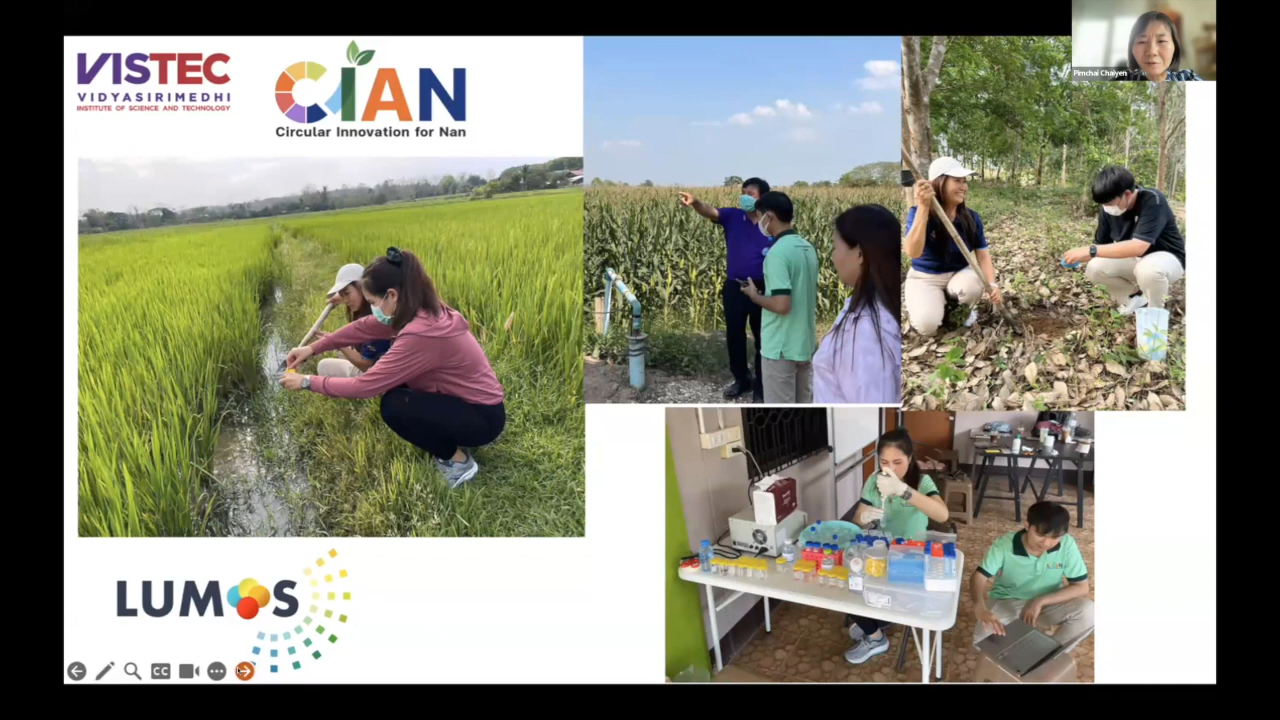 VISTEC
VIDYASIRIMEDHI
INSTITUTE OF SCIENCE AND TECHNOLOGY
CIAN
Circular Innovation for Nan
Pimchai Chaiyen
LUMOS
CC